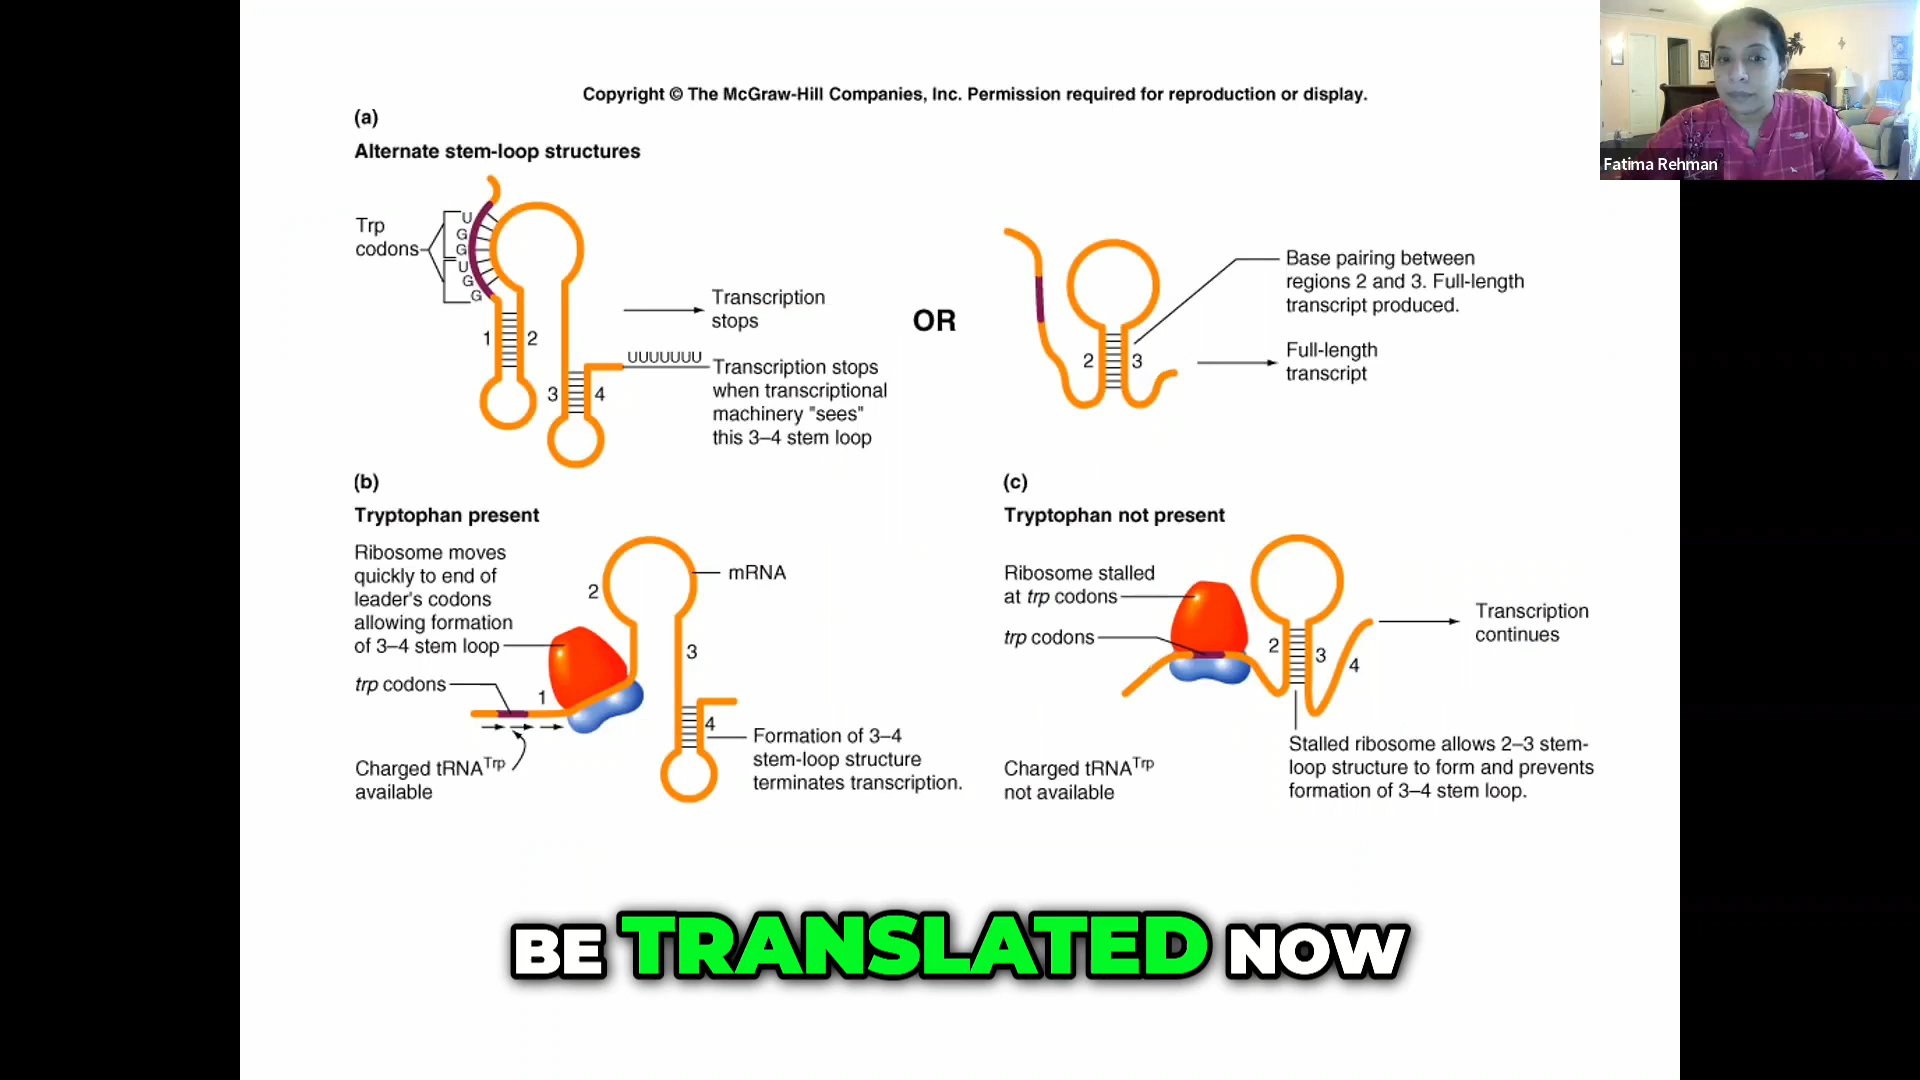 Copyright © The McGraw-Hill Companies, Inc. Permission required for reproduction or display.
Fatima Rehman
(a)
Alternate stem-loop structures
Trp
codons
U
G
G
U
G
G
1
2
3
4
UUUUUUU
Transcription
stops
Transcription stops
when transcriptional
machinery "sees"
this 3–4 stem loop
OR
2
3
Base pairing between
regions 2 and 3. Full-length
transcript produced.
Full-length
transcript
(b)
Tryptophan present
Ribosome moves
quickly to end of
leader's codons
allowing formation
of 3–4 stem loop
trp codons
1
2
mRNA
3
4
Charged tRNATrp
available
Formation of 3–4
stem-loop structure
terminates transcription.
(c)
Tryptophan not present
Ribosome stalled
at trp codons
trp codons
2
3
4
Transcription
continues
Charged tRNATrp
not available
Stalled ribosome allows 2–3 stem-
loop structure to form and prevents
formation of 3–4 stem loop.
BE TRANSLATED NOW